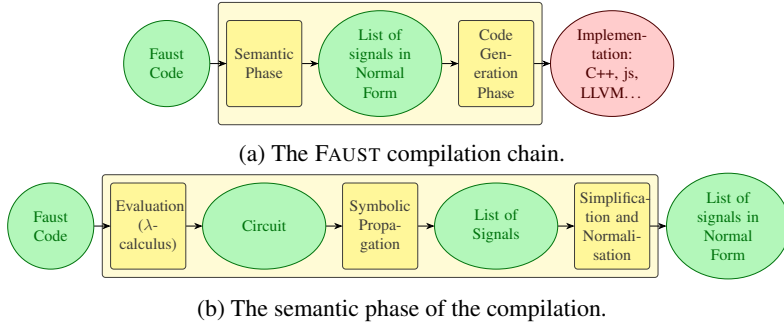 Faust
Code
Semantic
Phase
List of
signals in
Normal
Form
Code
Gen-
eration
Phase
Implemen-
tation:
C++, js,
LLVM...
(a) The FAUST compilation chain.
Faust
Code
Evaluation
(λ-
calculus)
Circuit
Symbolic
Propa-
gation
List of
Signals
Simplifica-
tion and
Normali-
sation
List of
signals in
Normal
Form
(b) The semantic phase of the compilation.